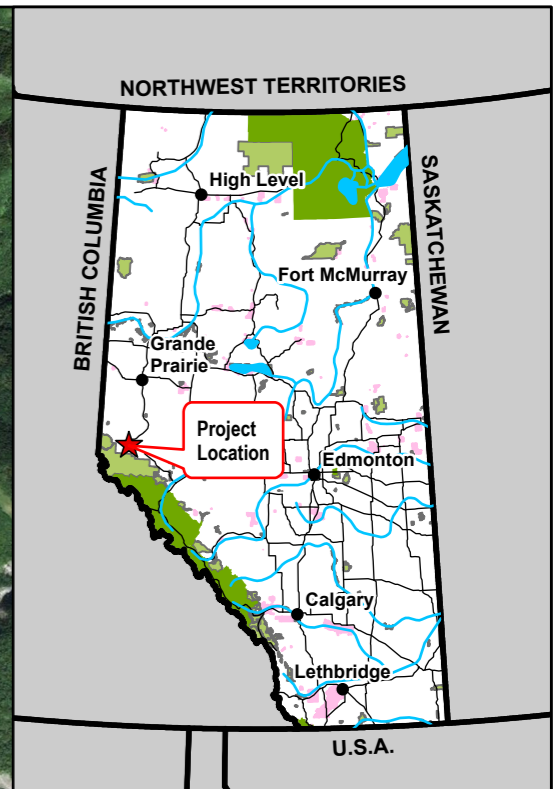 NORTHWEST TERRITORIES
BRITISH COLUMBIA
SASKATCHEWAN
High Level
Fort McMurray
Grande
Prairie
Project
Location
Edmonton
Calgary
Lethbridge
U.S.A.